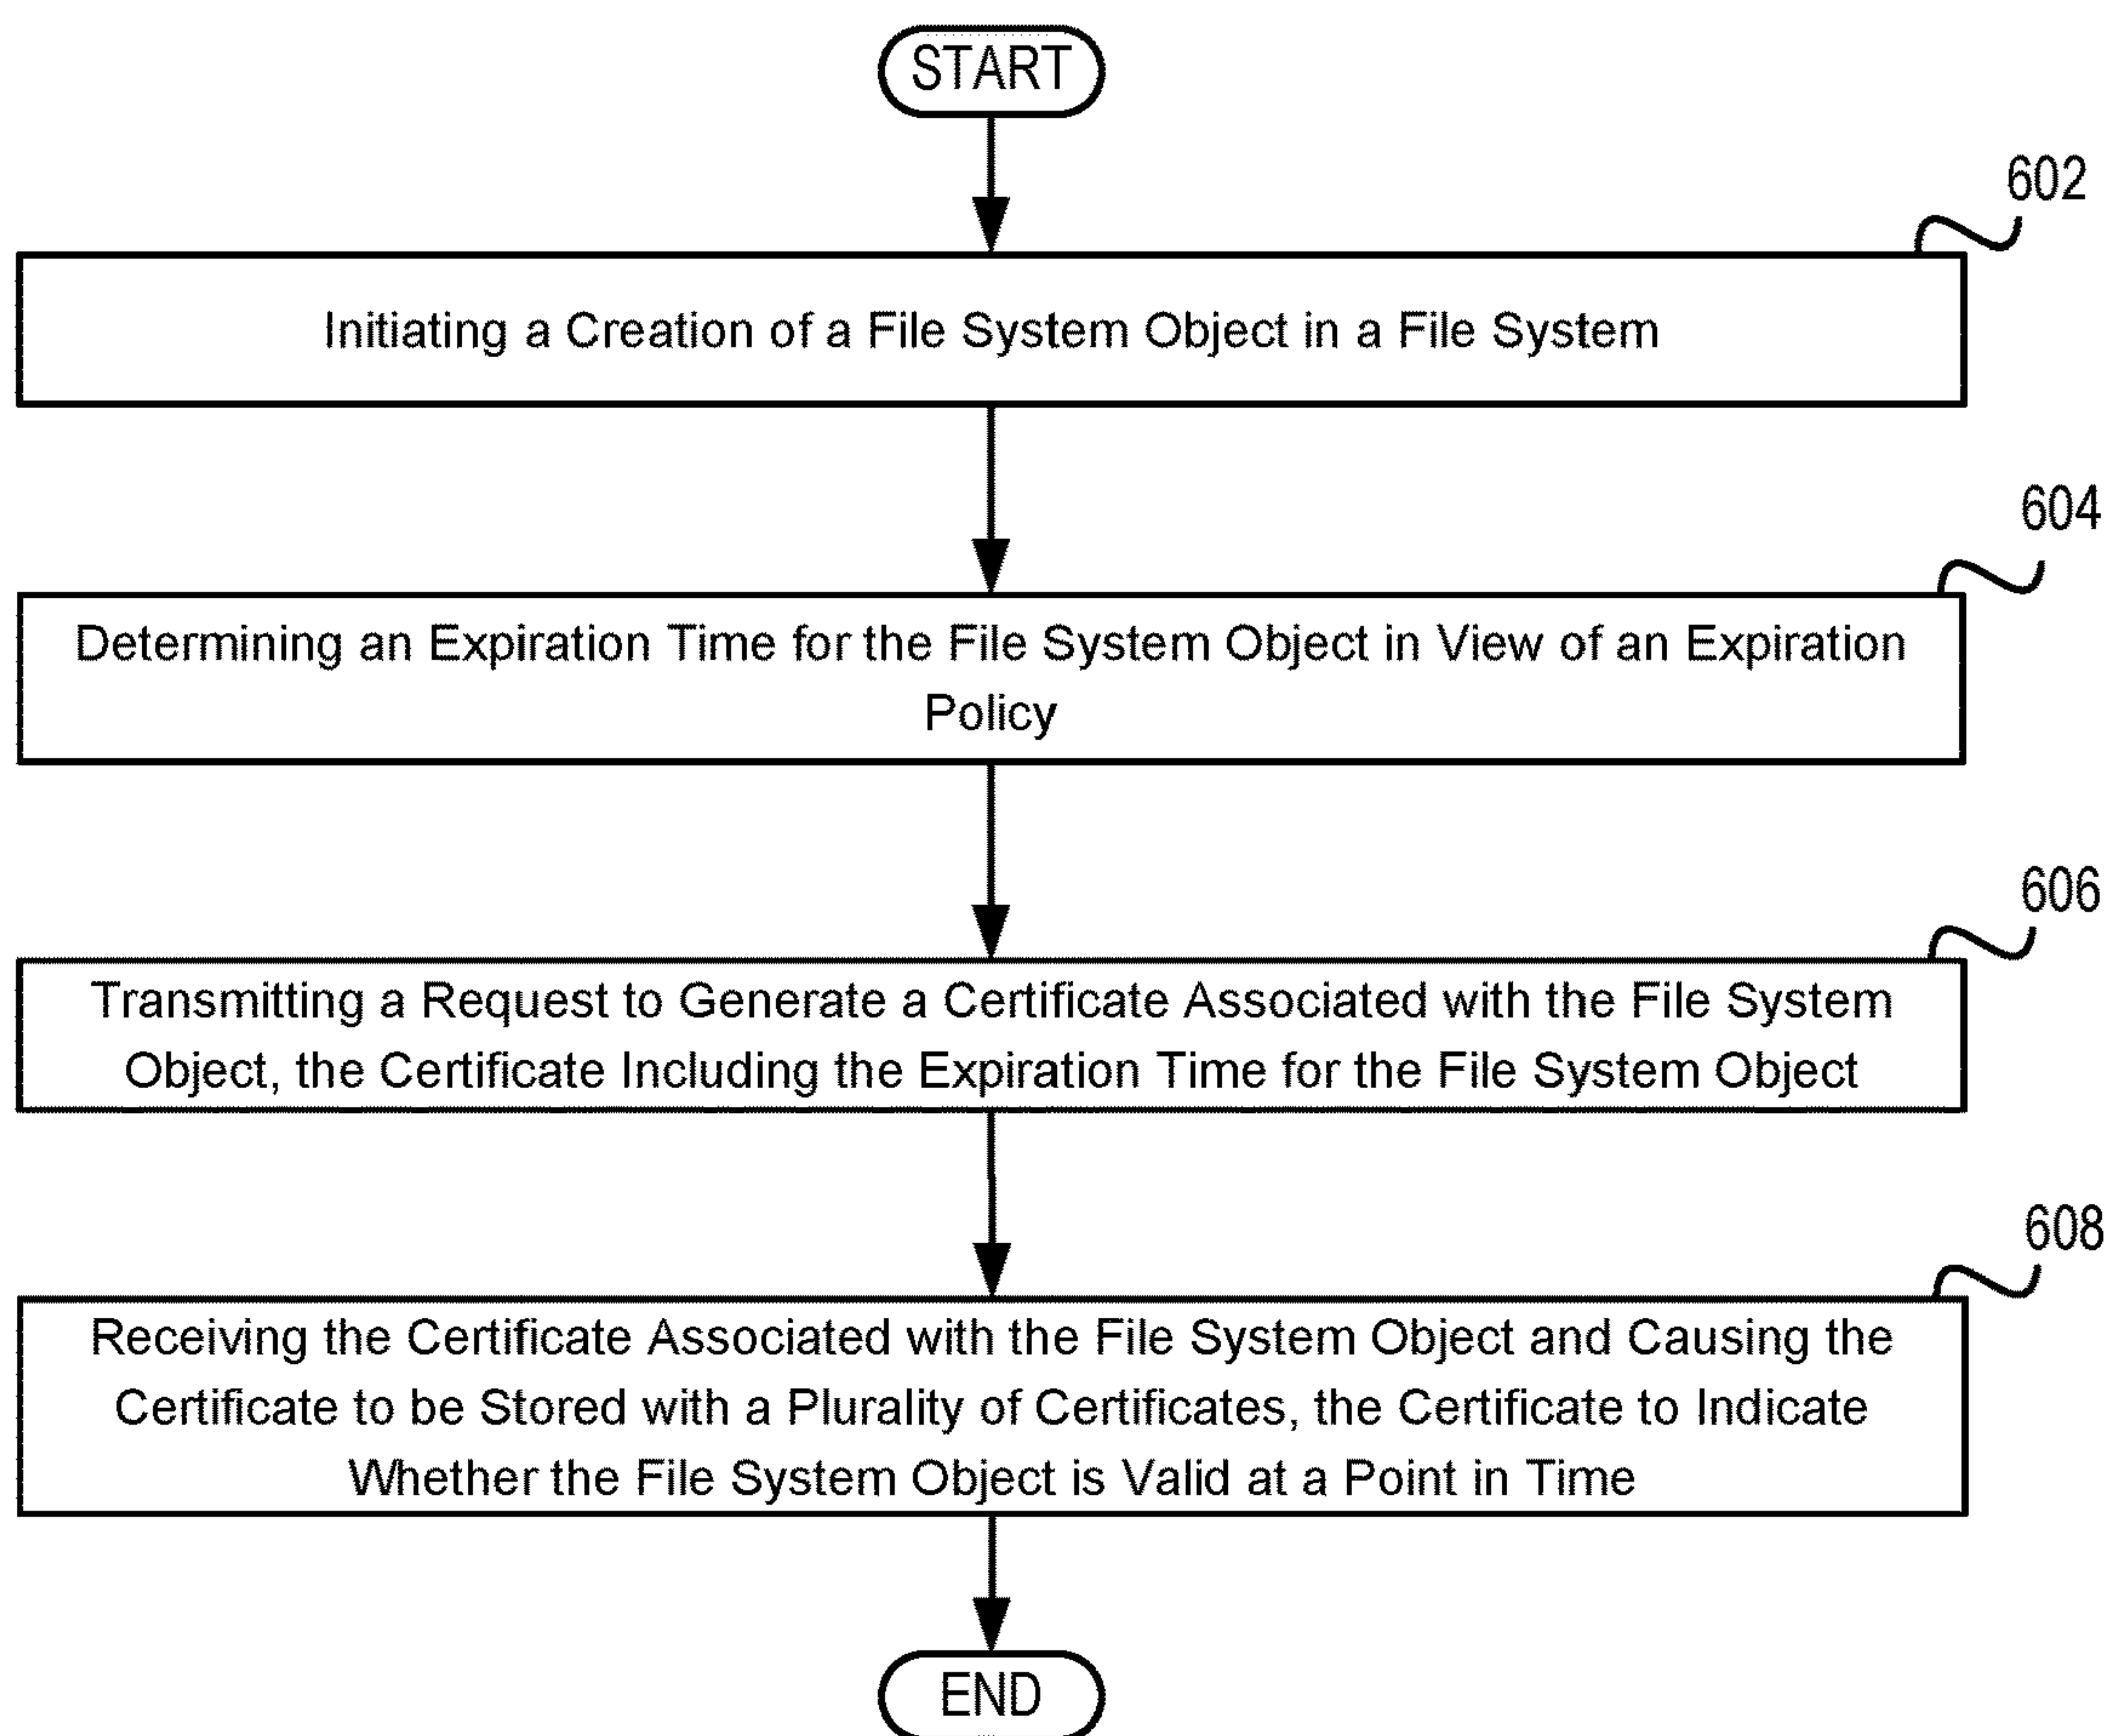 START
602
Initiating a Creation of a File System Object in a File System
604
Determining an Expiration Time for the File System Object in View of an Expiration
Policy
606
Transmitting a Request to Generate a Certificate Associated with the File System
Object, the Certificate Including the Expiration Time for the File System Object
608
Receiving the Certificate Associated with the File System Object and Causing the
Certificate to be Stored with a Plurality of Certificates, the Certificate to Indicate
Whether the File System Object is Valid at a Point in Time
END